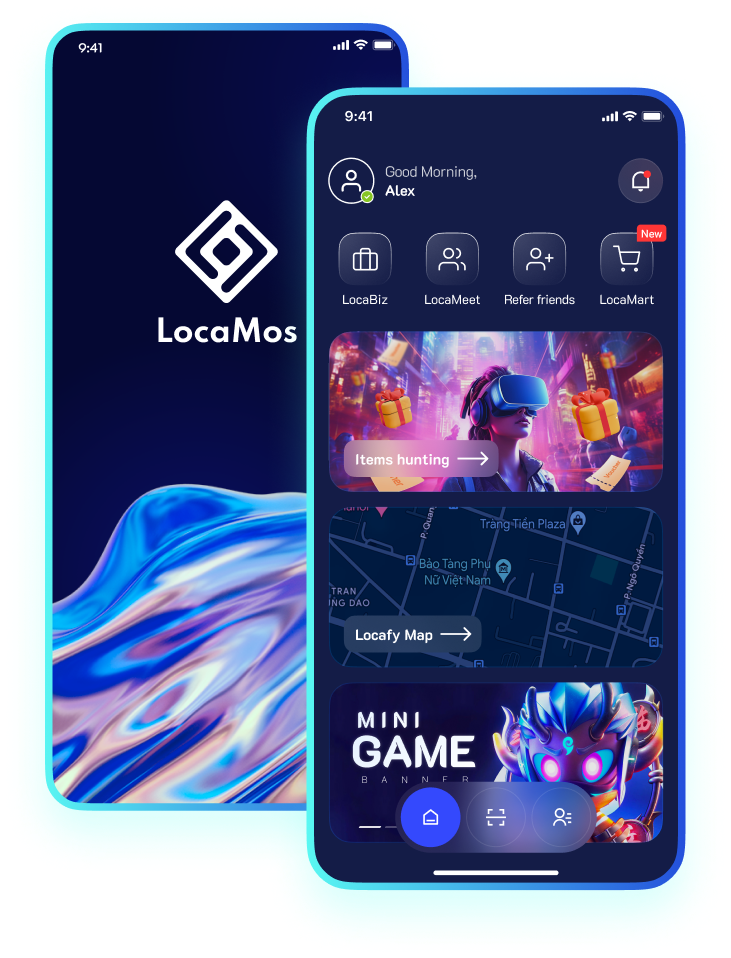 9:41
LocaMos
9:41
Good Morning,
Alex
New
LocaBiz
LocaMeet
Refer friends
LocaMart
Items hunting
Voucher
P. Quan
Tràng Tiền Plaza
Bảo Tàng Phụ
Nữ Việt Nam
P. Ngô Quyền
TRAN
NG DAO
Locafy Map
MINI
GAME
BANNER